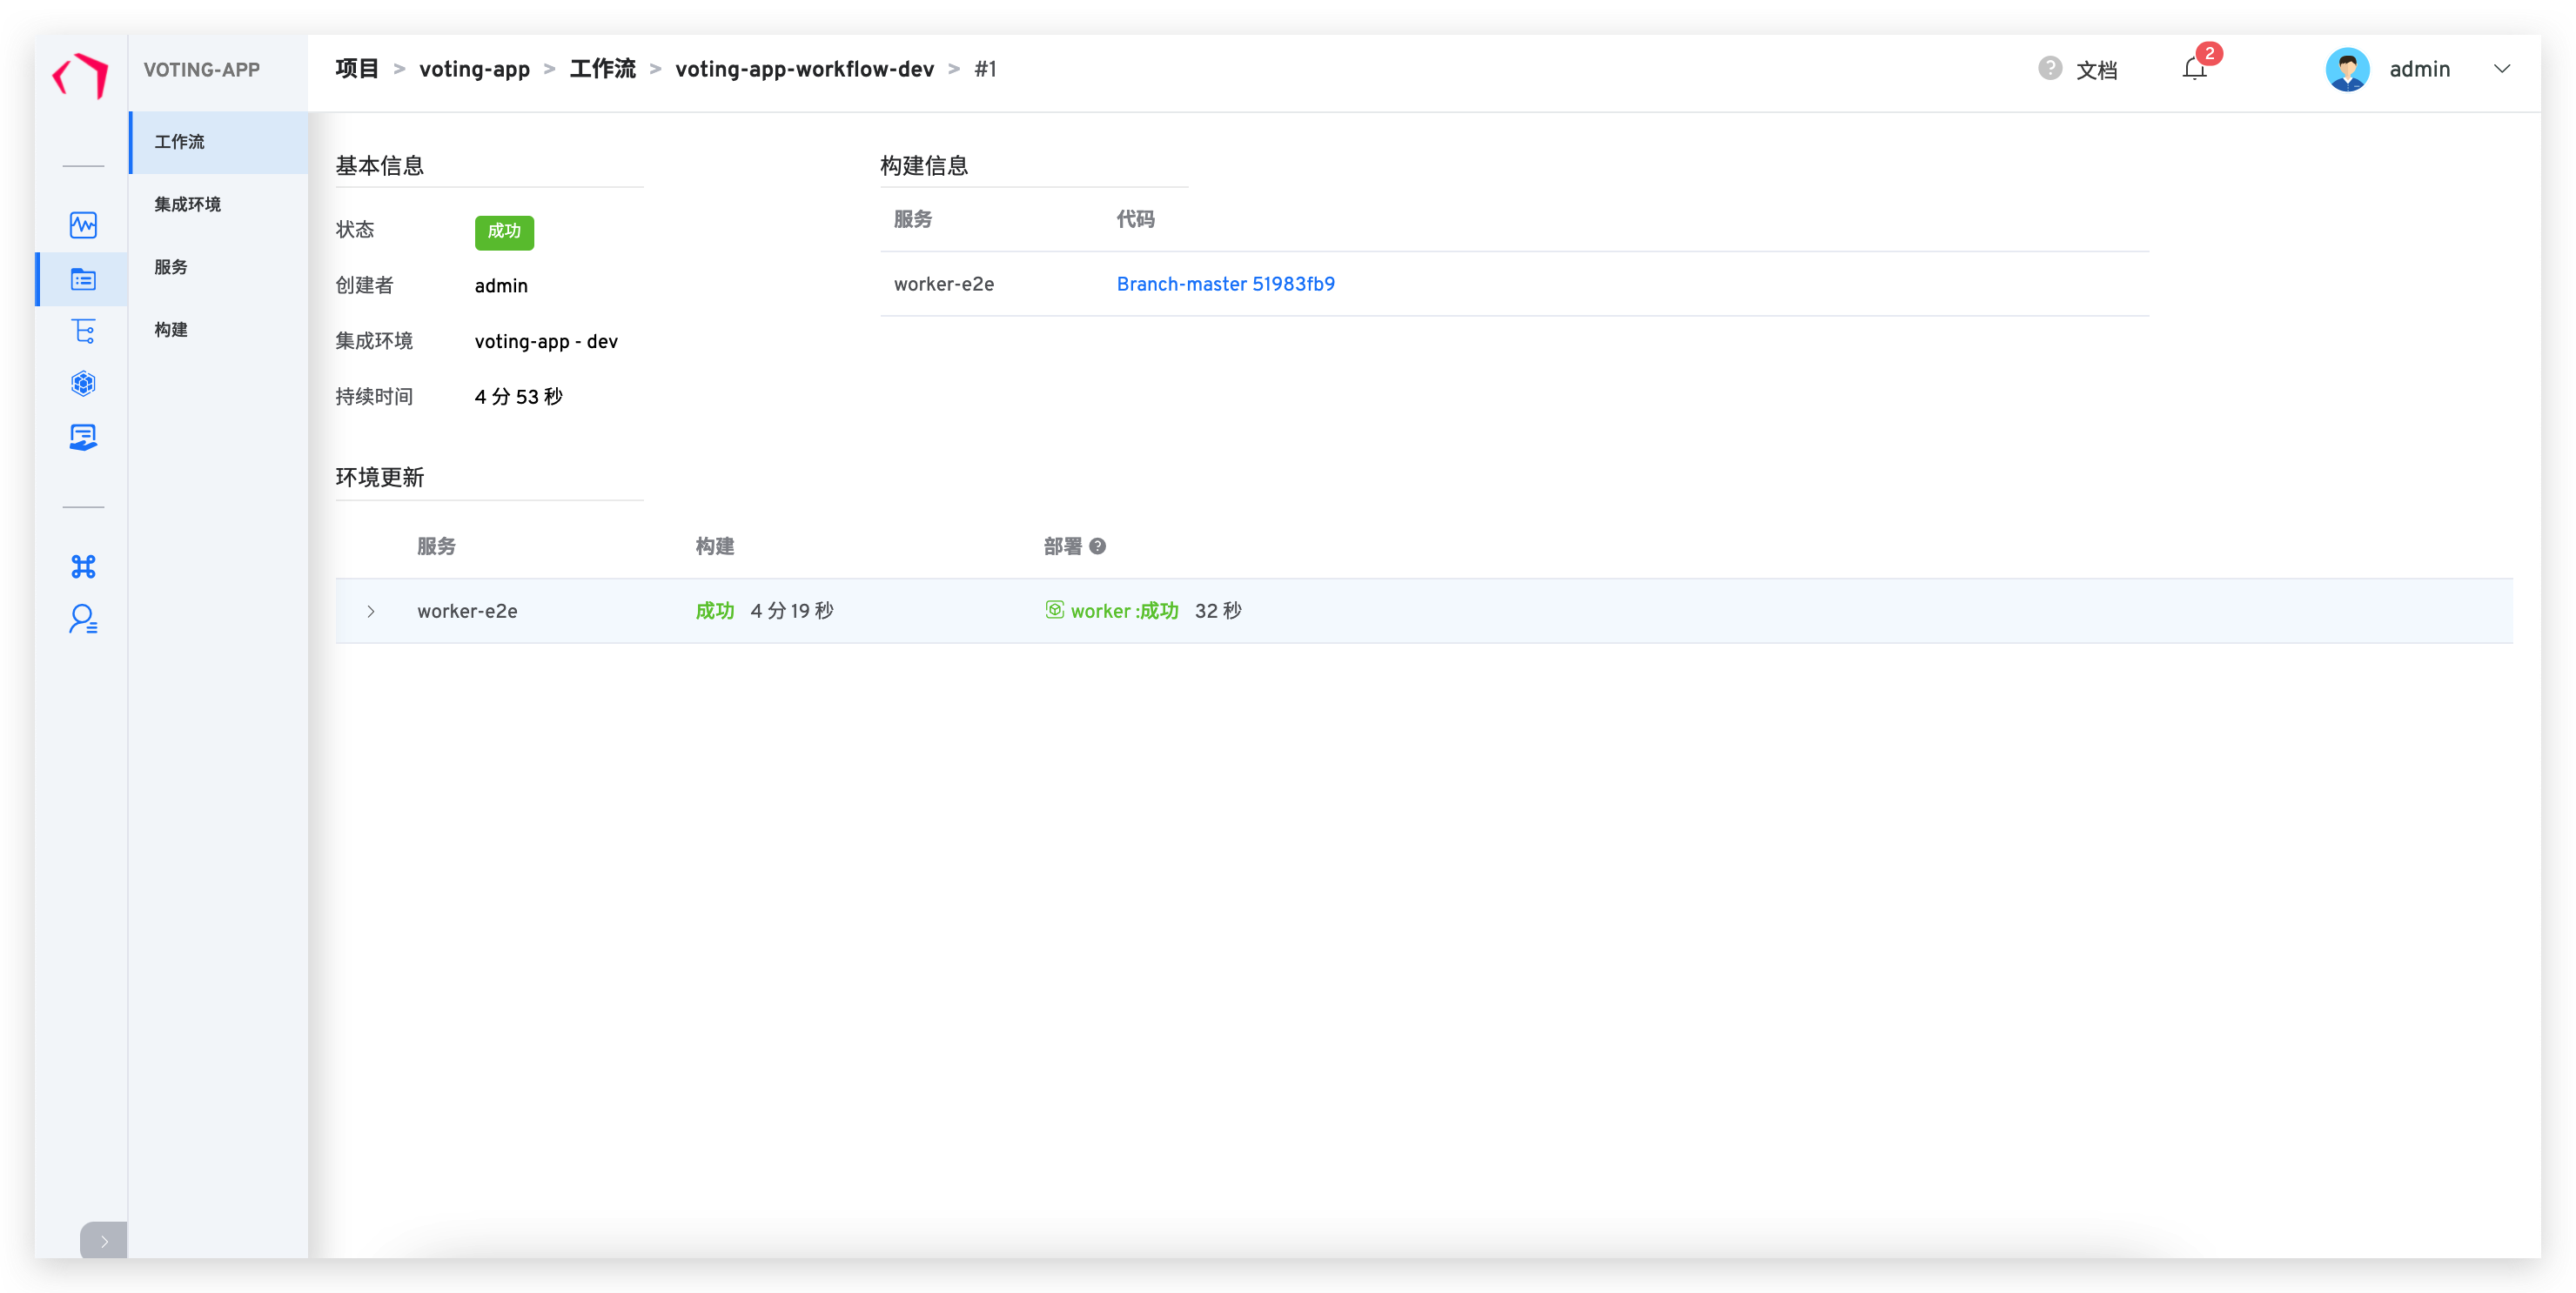 VOTING-APP
项目 > voting-app > 工作流 > voting-app-workflow-dev > #1
? 文档
2
admin
工作流
集成环境
服务
构建
基本信息
状态 成功
创建者 admin
集成环境 voting-app - dev
持续时间 4 分 53 秒
构建信息
服务 代码
worker-e2e Branch-master 51983fb9
环境更新
服务 构建 部署 ?
> worker-e2e 成功 4 分 19 秒 worker :成功 32 秒
>